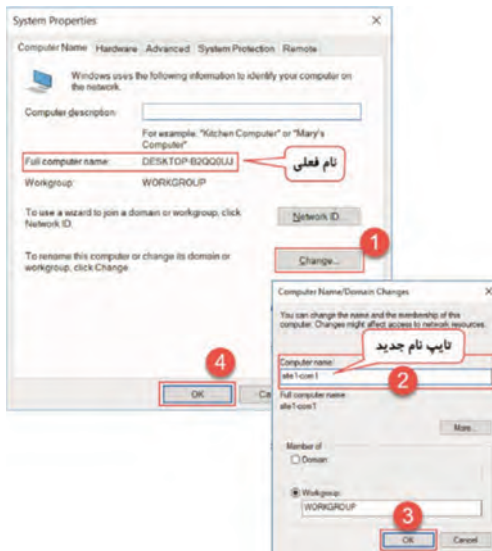 System Properties
Computer Name Hardware Advanced System Protection Remote
Windows uses the following information to identify your computer on
the network.
Computer description:
For example: "Kitchen Computer" or "Mary's
Computer"
Full computer name: DESKTOP-B2QQ0UJ
نام فعلی
Workgroup: WORKGROUP
To use a wizard to join a domain or workgroup, click
Network ID.
Network ID...
1
To rename this computer or change its domain or
workgroup, click Change.
Change...
4
OK
Ca
Computer Name/Domain Changes
You can change the name and the membership of this
computer. Changes might affect access to network resources.
تایپ نام جدید
Computer name:
site1-com1
2
Full computer name:
site1-com1
More...
Member of
Domain:
Workgroup:
WORKGROUP
3
OK Cancel